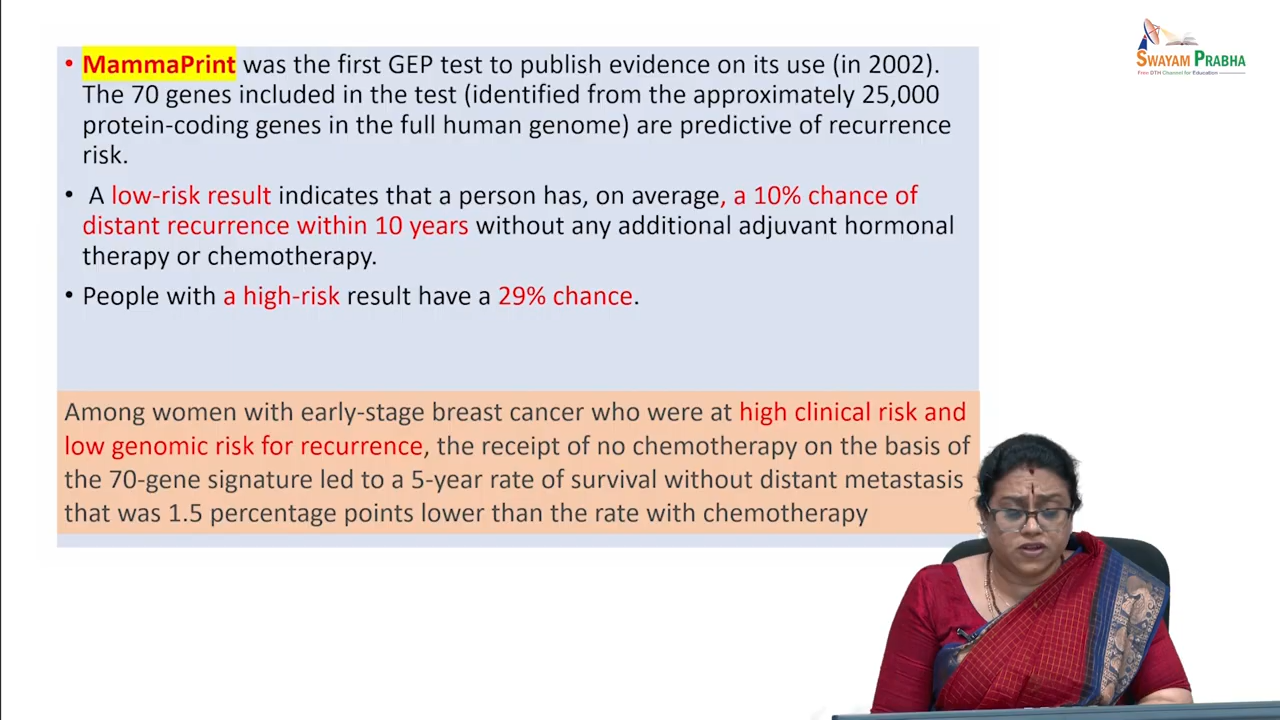 • MammaPrint was the first GEP test to publish evidence on its use (in 2002).
The 70 genes included in the test (identified from the approximately 25,000
protein-coding genes in the full human genome) are predictive of recurrence
risk.
• A low-risk result indicates that a person has, on average, a 10% chance of
distant recurrence within 10 years without any additional adjuvant hormonal
therapy or chemotherapy.
• People with a high-risk result have a 29% chance.
Among women with early-stage breast cancer who were at high clinical risk and
low genomic risk for recurrence, the receipt of no chemotherapy on the basis of
the 70-gene signature led to a 5-year rate of survival without distant metastasis
that was 1.5 percentage points lower than the rate with chemotherapy
SWAYAM PRABHA
Free DTH Channel for Education